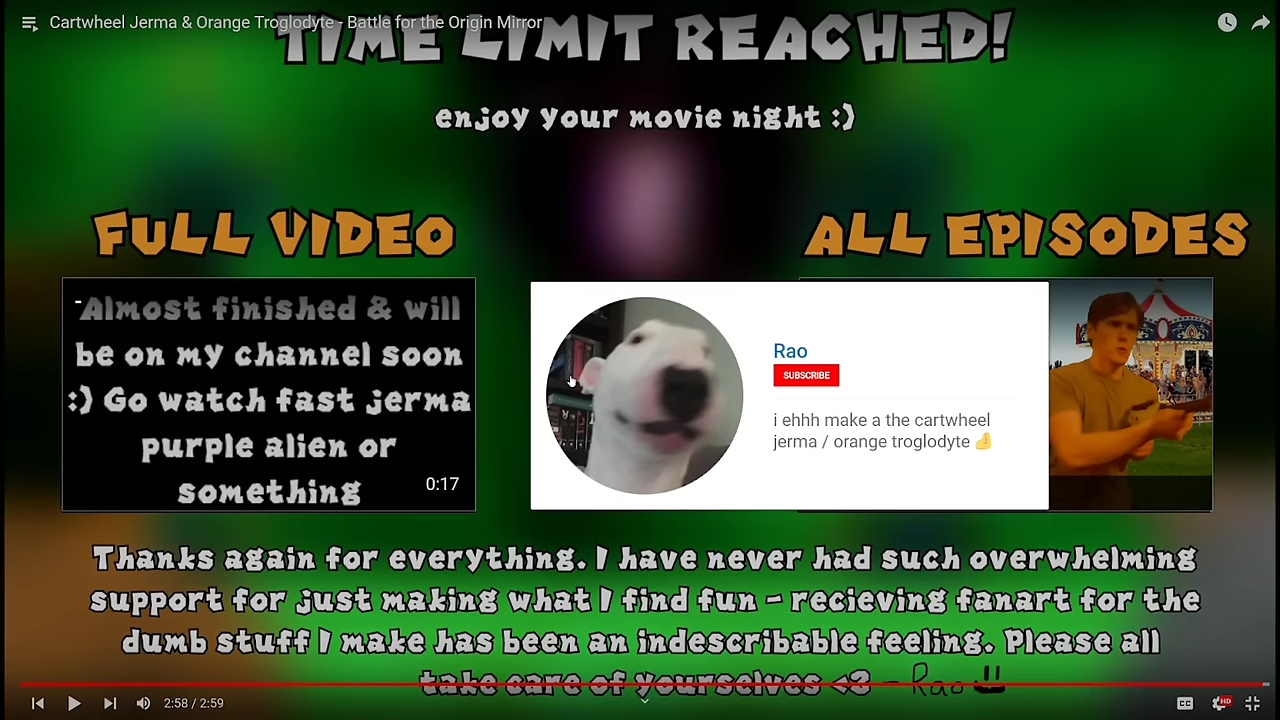 Cartwheel Jerma & Orange Troglodyte - Battle for the Origin Mirror
TIME LIMIT REACHED!
enjoy your movie night :)
FULL VIDEO
ALL EPISODES
-Almost finished & will
be on my channel soon
:) Go watch fast jerma
purple alien or
something
0:17
Rao
SUBSCRIBE
i ehhh make a the cartwheel
jerma / orange troglodyte 🤙
Thanks again for everything. I have never had such overwhelming
support for just making what I find fun - recieving fanart for the
dumb stuff I make has been an indescribable feeling. Please all
take care of yourselves <3 - Rao !!
2:58 / 2:59
CC
HD